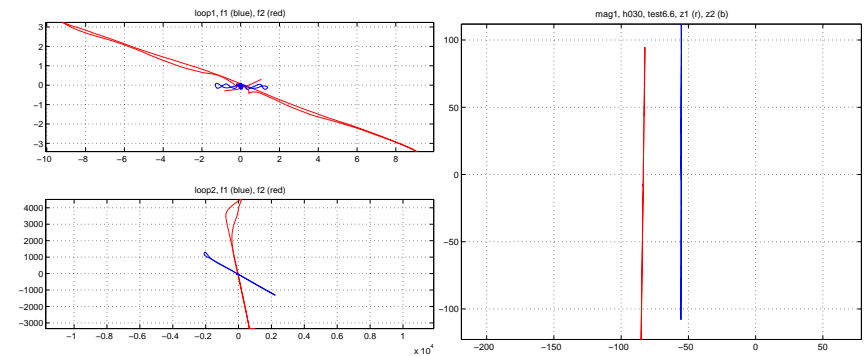 loop1, f1 (blue), f2 (red)
3
2
1
0
−1
−2
−3
−10 −8 −6 −4 −2 0 2 4 6 8
loop2, f1 (blue), f2 (red)
4000
3000
2000
1000
0
−1000
−2000
−3000
−1 −0.8 −0.6 −0.4 −0.2 0 0.2 0.4 0.6 0.8 1
x 10^4
mag1, h030, test6.6, z1 (r), z2 (b)
100
50
0
−50
−100
−200 −150 −100 −50 0 50